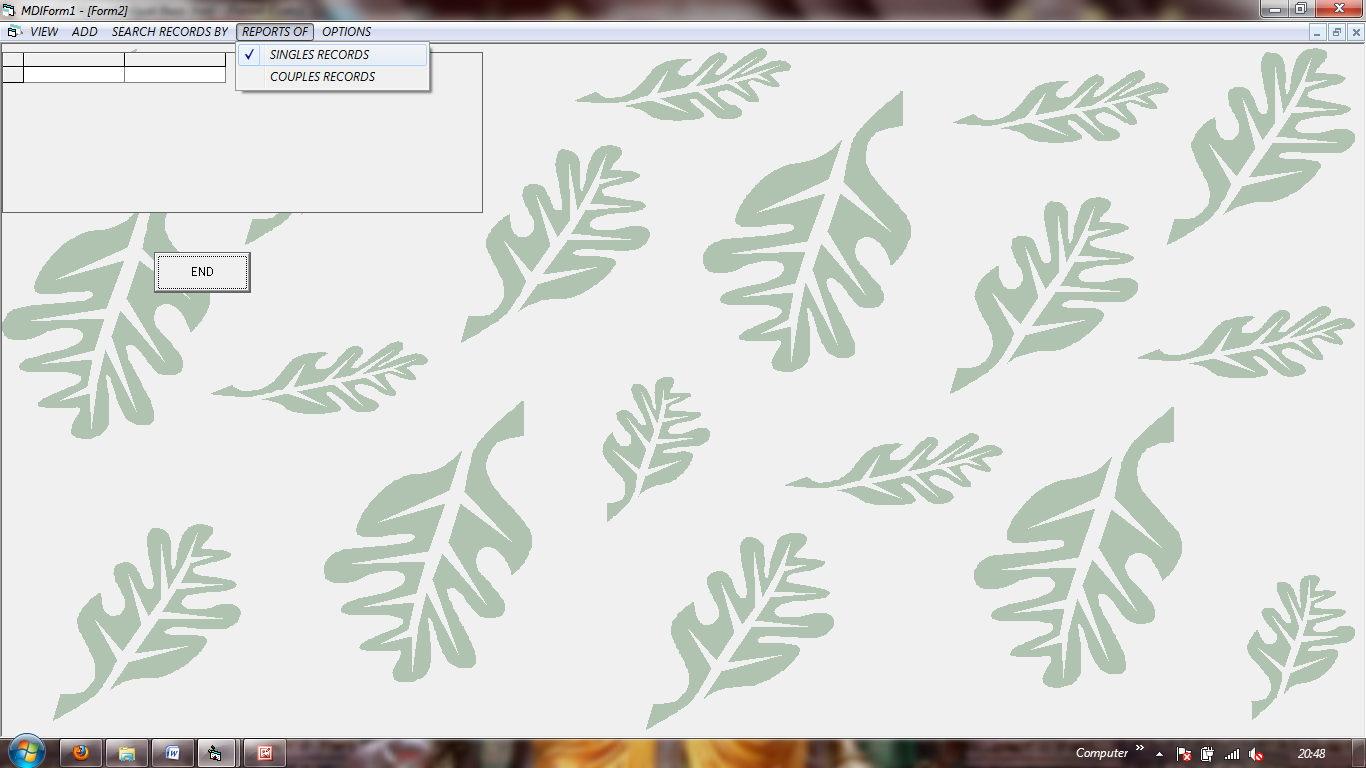 MDIForm1 - [Form2]
VIEW ADD SEARCH RECORDS BY REPORTS OF OPTIONS
SINGLES RECORDS
COUPLES RECORDS
END
Computer 20:48